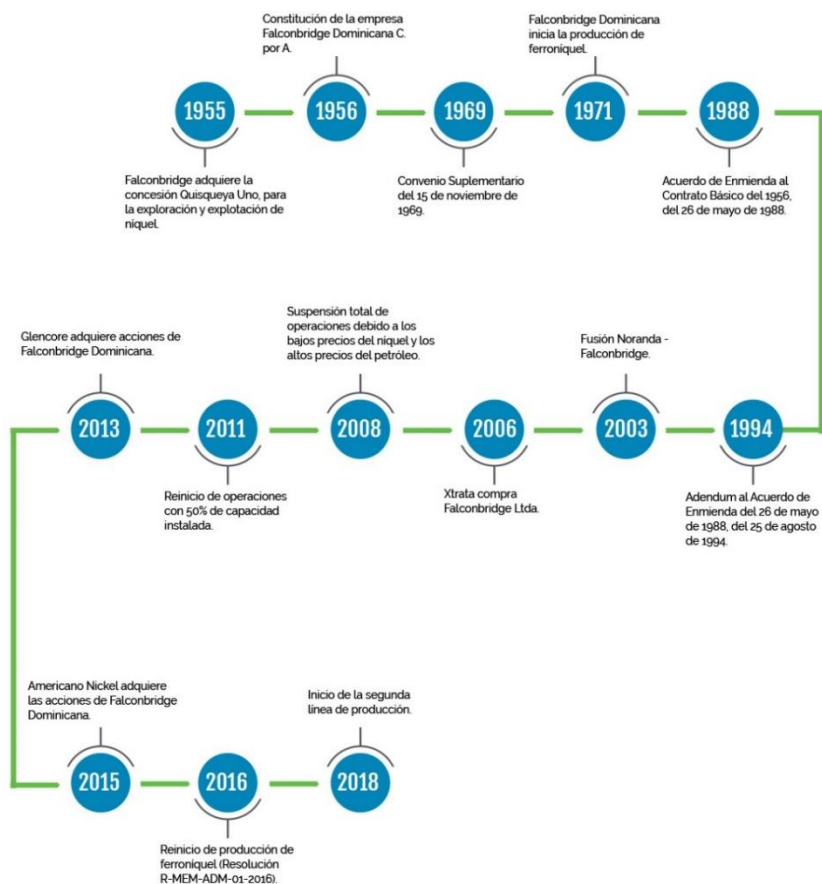 Constitución de la empresa
Falconbridge Dominicana C.
por A.
Falconbridge Dominicana
inicia la producción de
ferroníquel.
1955
1956
1969
1971
1988
Falconbridge adquiere la
concesión Quisqueya Uno, para
la exploración y explotación de
níquel.
Convenio Suplementario
del 15 de noviembre de
1969.
Acuerdo de Enmienda al
Contrato Básico del 1956,
del 26 de mayo de 1988.
Glencore adquiere acciones de
Falconbridge Dominicana.
Suspensión total de
operaciones debido a los
bajos precios del níquel y los
altos precios del petróleo.
Fusión Noranda -
Falconbridge.
2013
2011
2008
2006
2003
1994
Reinicio de operaciones
con 50% de capacidad
instalada.
Xtrata compra
Falconbridge Ltda.
Adendum al Acuerdo de
Enmienda del 26 de mayo
de 1988, del 25 de agosto
de 1994.
Americano Nickel adquiere
las acciones de Falconbridge
Dominicana.
Inicio de la segunda
línea de producción.
2015
2016
2018
Reinicio de producción de
ferroníquel (Resolución
R-MEM-ADM-01-2016).